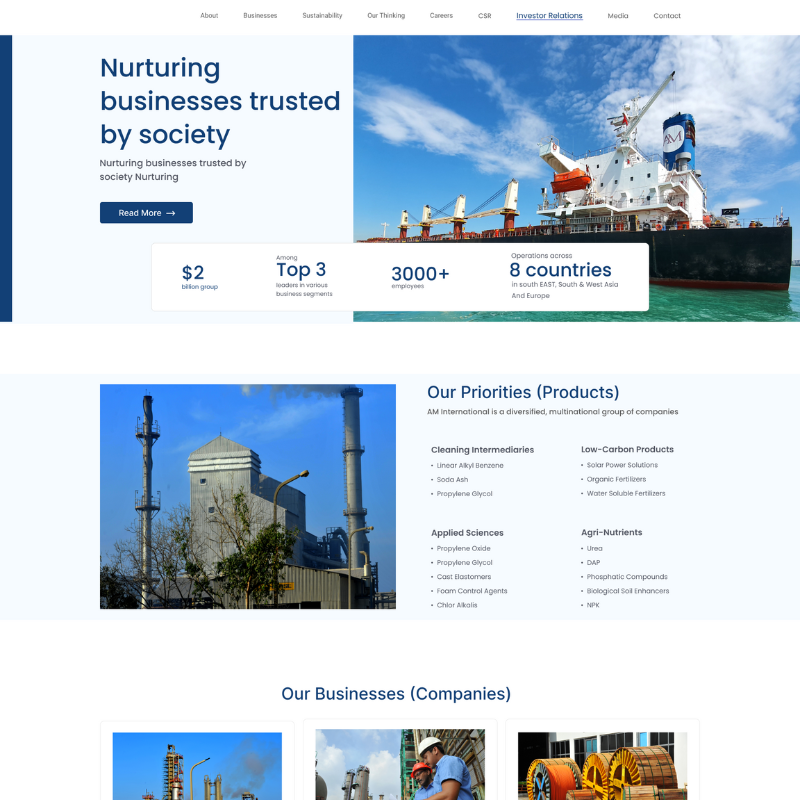 About Businesses Sustainability Our Thinking Careers CSR Investor Relations Media Contact
Nurturing
businesses trusted
by society
Nurturing businesses trusted by
society Nurturing
Read More →
AM
$2
billion group
Among
Top 3
leaders in various
business segments
3000+
employees
Operations across
8 countries
in south EAST, South & West Asia
And Europe
Our Priorities (Products)
AM International is a diversified, multinational group of companies
Cleaning Intermediaries
• Linear Alkyl Benzene
• Soda Ash
• Propylene Glycol
Low-Carbon Products
• Solar Power Solutions
• Organic Fertilizers
• Water Soluble Fertilizers
Applied Sciences
• Propylene Oxide
• Propylene Glycol
• Cast Elastomers
• Foam Control Agents
• Chlor Alkalis
Agri-Nutrients
• Urea
• DAP
• Phosphatic Compounds
• Biological Soil Enhancers
• NPK
Our Businesses (Companies)